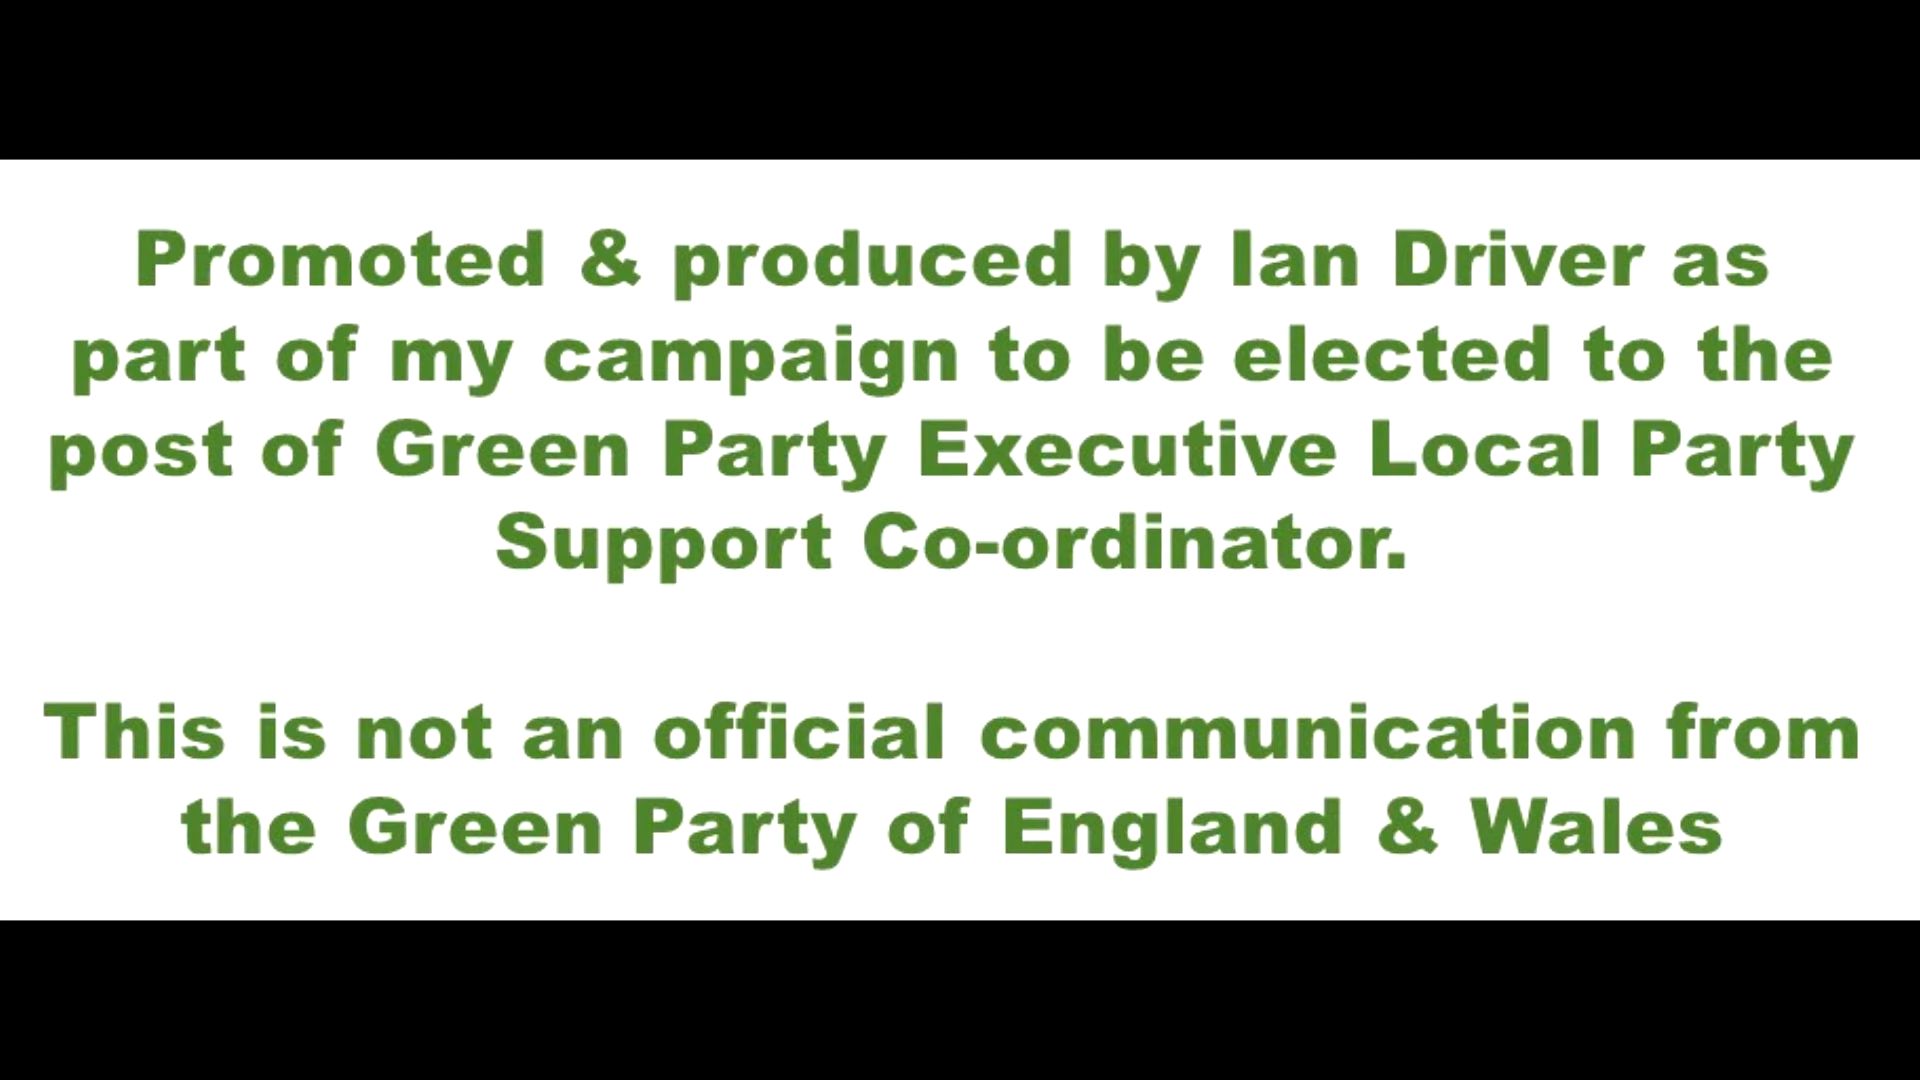 Promoted & produced by Ian Driver as
part of my campaign to be elected to the
post of Green Party Executive Local Party
Support Co-ordinator.
This is not an official communication from
the Green Party of England & Wales